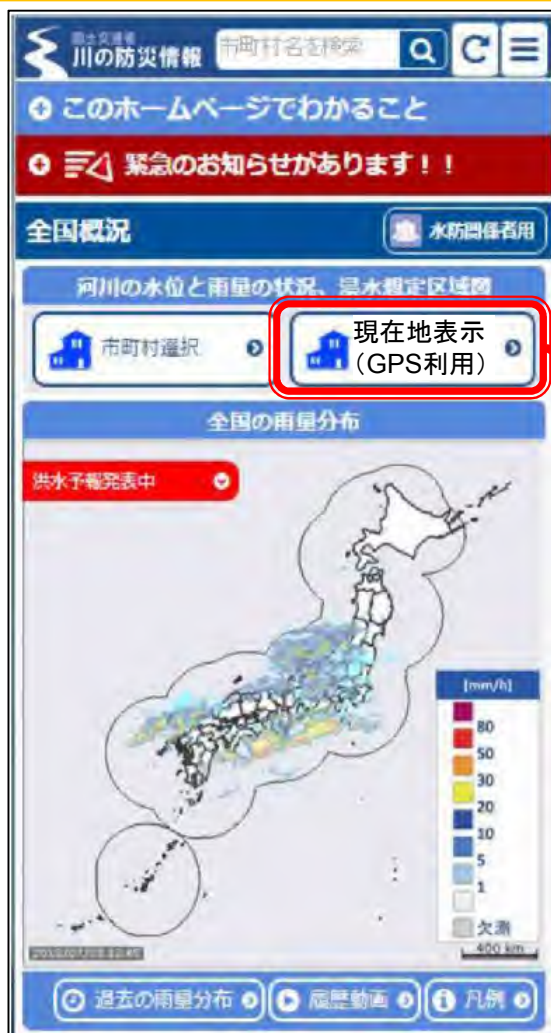 国土交通省
川の防災情報
市町村名を検索
このホームページでわかること
緊急のお知らせがあります！！
全国概況
水防関係者用
河川の水位と雨量の状況、浸水想定区域図
市町村選択
現在地表示
（GPS利用）
全国の雨量分布
洪水予報発表中
[mm/h]
80
50
30
20
10
5
1
欠測
400 km
過去の雨量分布
履歴動画
凡例